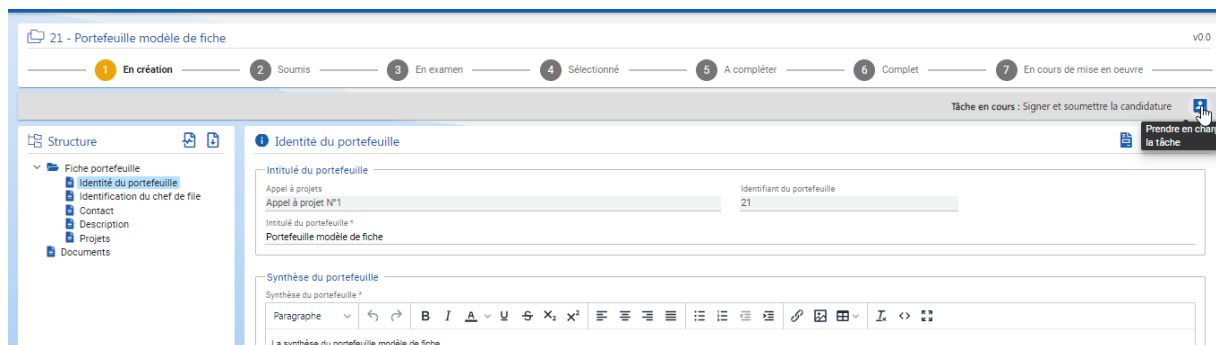 21 - Portefeuille modèle de fiche
v0.0
1 En création
2 Soumis
3 En examen
4 Sélectionné
5 A compléter
6 Complet
7 En cours de mise en oeuvre
Tâche en cours : Signer et soumettre la candidature
Prendre en charg
la tâche
Structure
Fiche portefeuille
Identité du portefeuille
Identification du chef de file
Contact
Description
Projets
Documents
Identité du portefeuille
Intitulé du portefeuille
Appel à projets
Appel à projet N°1
Identifiant du portefeuille
21
Intitulé du portefeuille *
Portefeuille modèle de fiche
Synthèse du portefeuille
Synthèse du portefeuille *
Paragraphe
La synthèse du portefeuille modèle de fiche